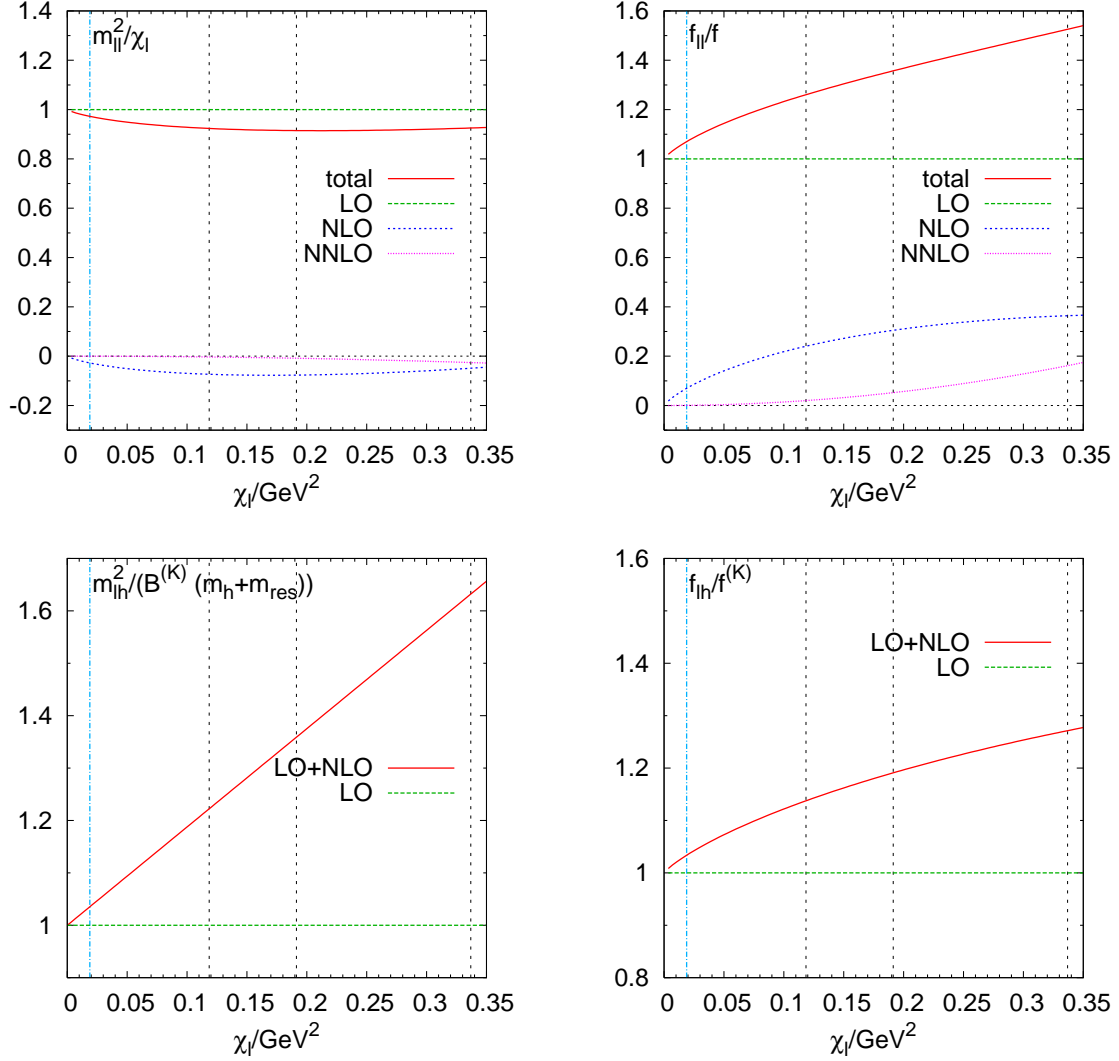 m_ll^2/χ_l
1.4
1.2
1
0.8
0.6
0.4
0.2
0
-0.2
total
LO
NLO
NNLO
0 0.05 0.1 0.15 0.2 0.25 0.3 0.35
χ_l/GeV^2
f_ll/f
1.6
1.4
1.2
1
0.8
0.6
0.4
0.2
0
total
LO
NLO
NNLO
0 0.05 0.1 0.15 0.2 0.25 0.3 0.35
χ_l/GeV^2
m_lh^2/(B^(K) (m_h+m_res))
1.6
1.4
1.2
1
LO+NLO
LO
0 0.05 0.1 0.15 0.2 0.25 0.3 0.35
χ_l/GeV^2
f_lh/f^(K)
1.6
1.4
1.2
1
0.8
LO+NLO
LO
0 0.05 0.1 0.15 0.2 0.25 0.3 0.35
χ_l/GeV^2